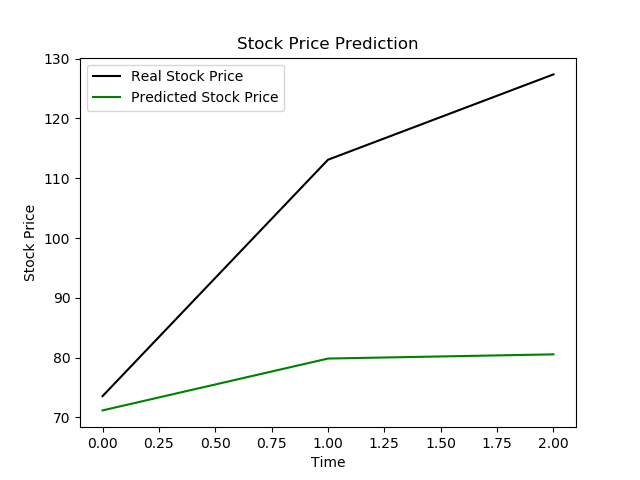 Stock Price Prediction
Real Stock Price
Predicted Stock Price
Stock Price
130
120
110
100
90
80
70
0.00 0.25 0.50 0.75 1.00 1.25 1.50 1.75 2.00
Time